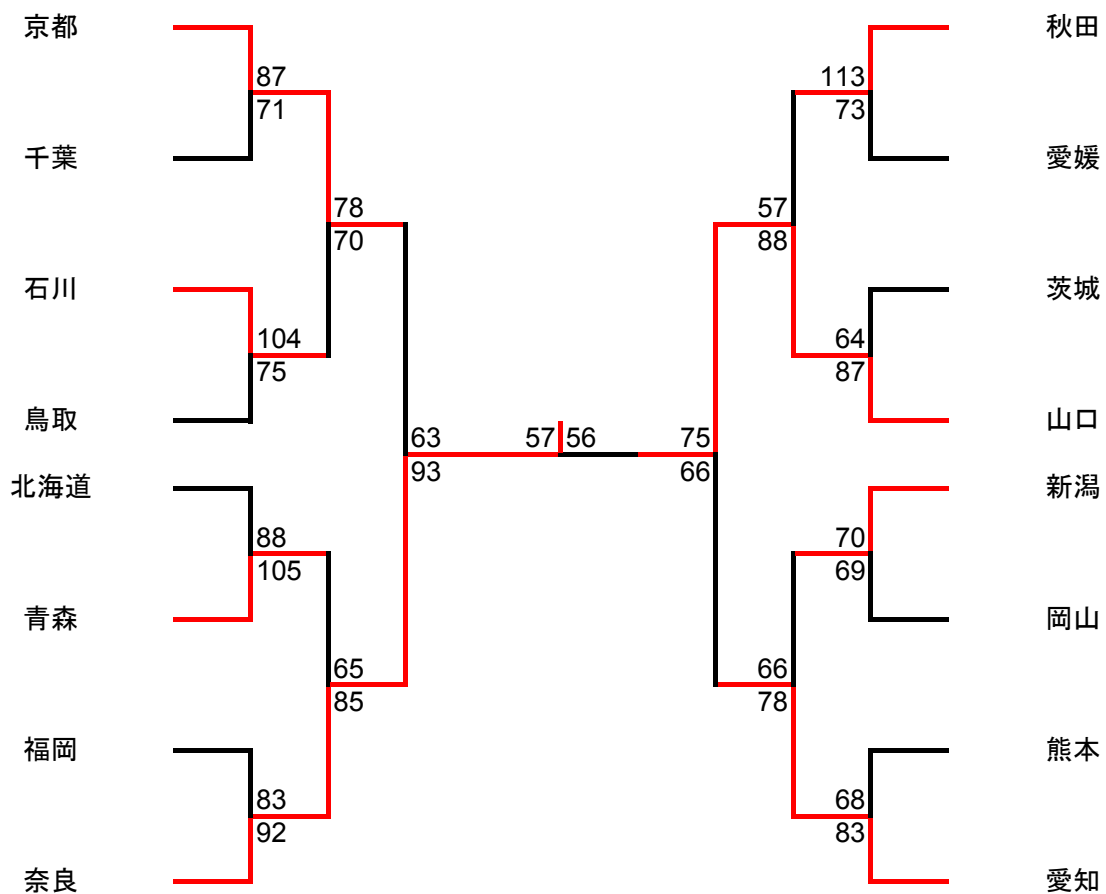 京都 秋田
87 113
71 73
千葉 愛媛
78 57
70 88
石川 茨城
104 64
75 87
鳥取 山口
63 57 56 75
93 66
北海道 新潟
88 70
105 69
青森 岡山
65 66
85 78
福岡 熊本
83 68
92 83
奈良 愛知